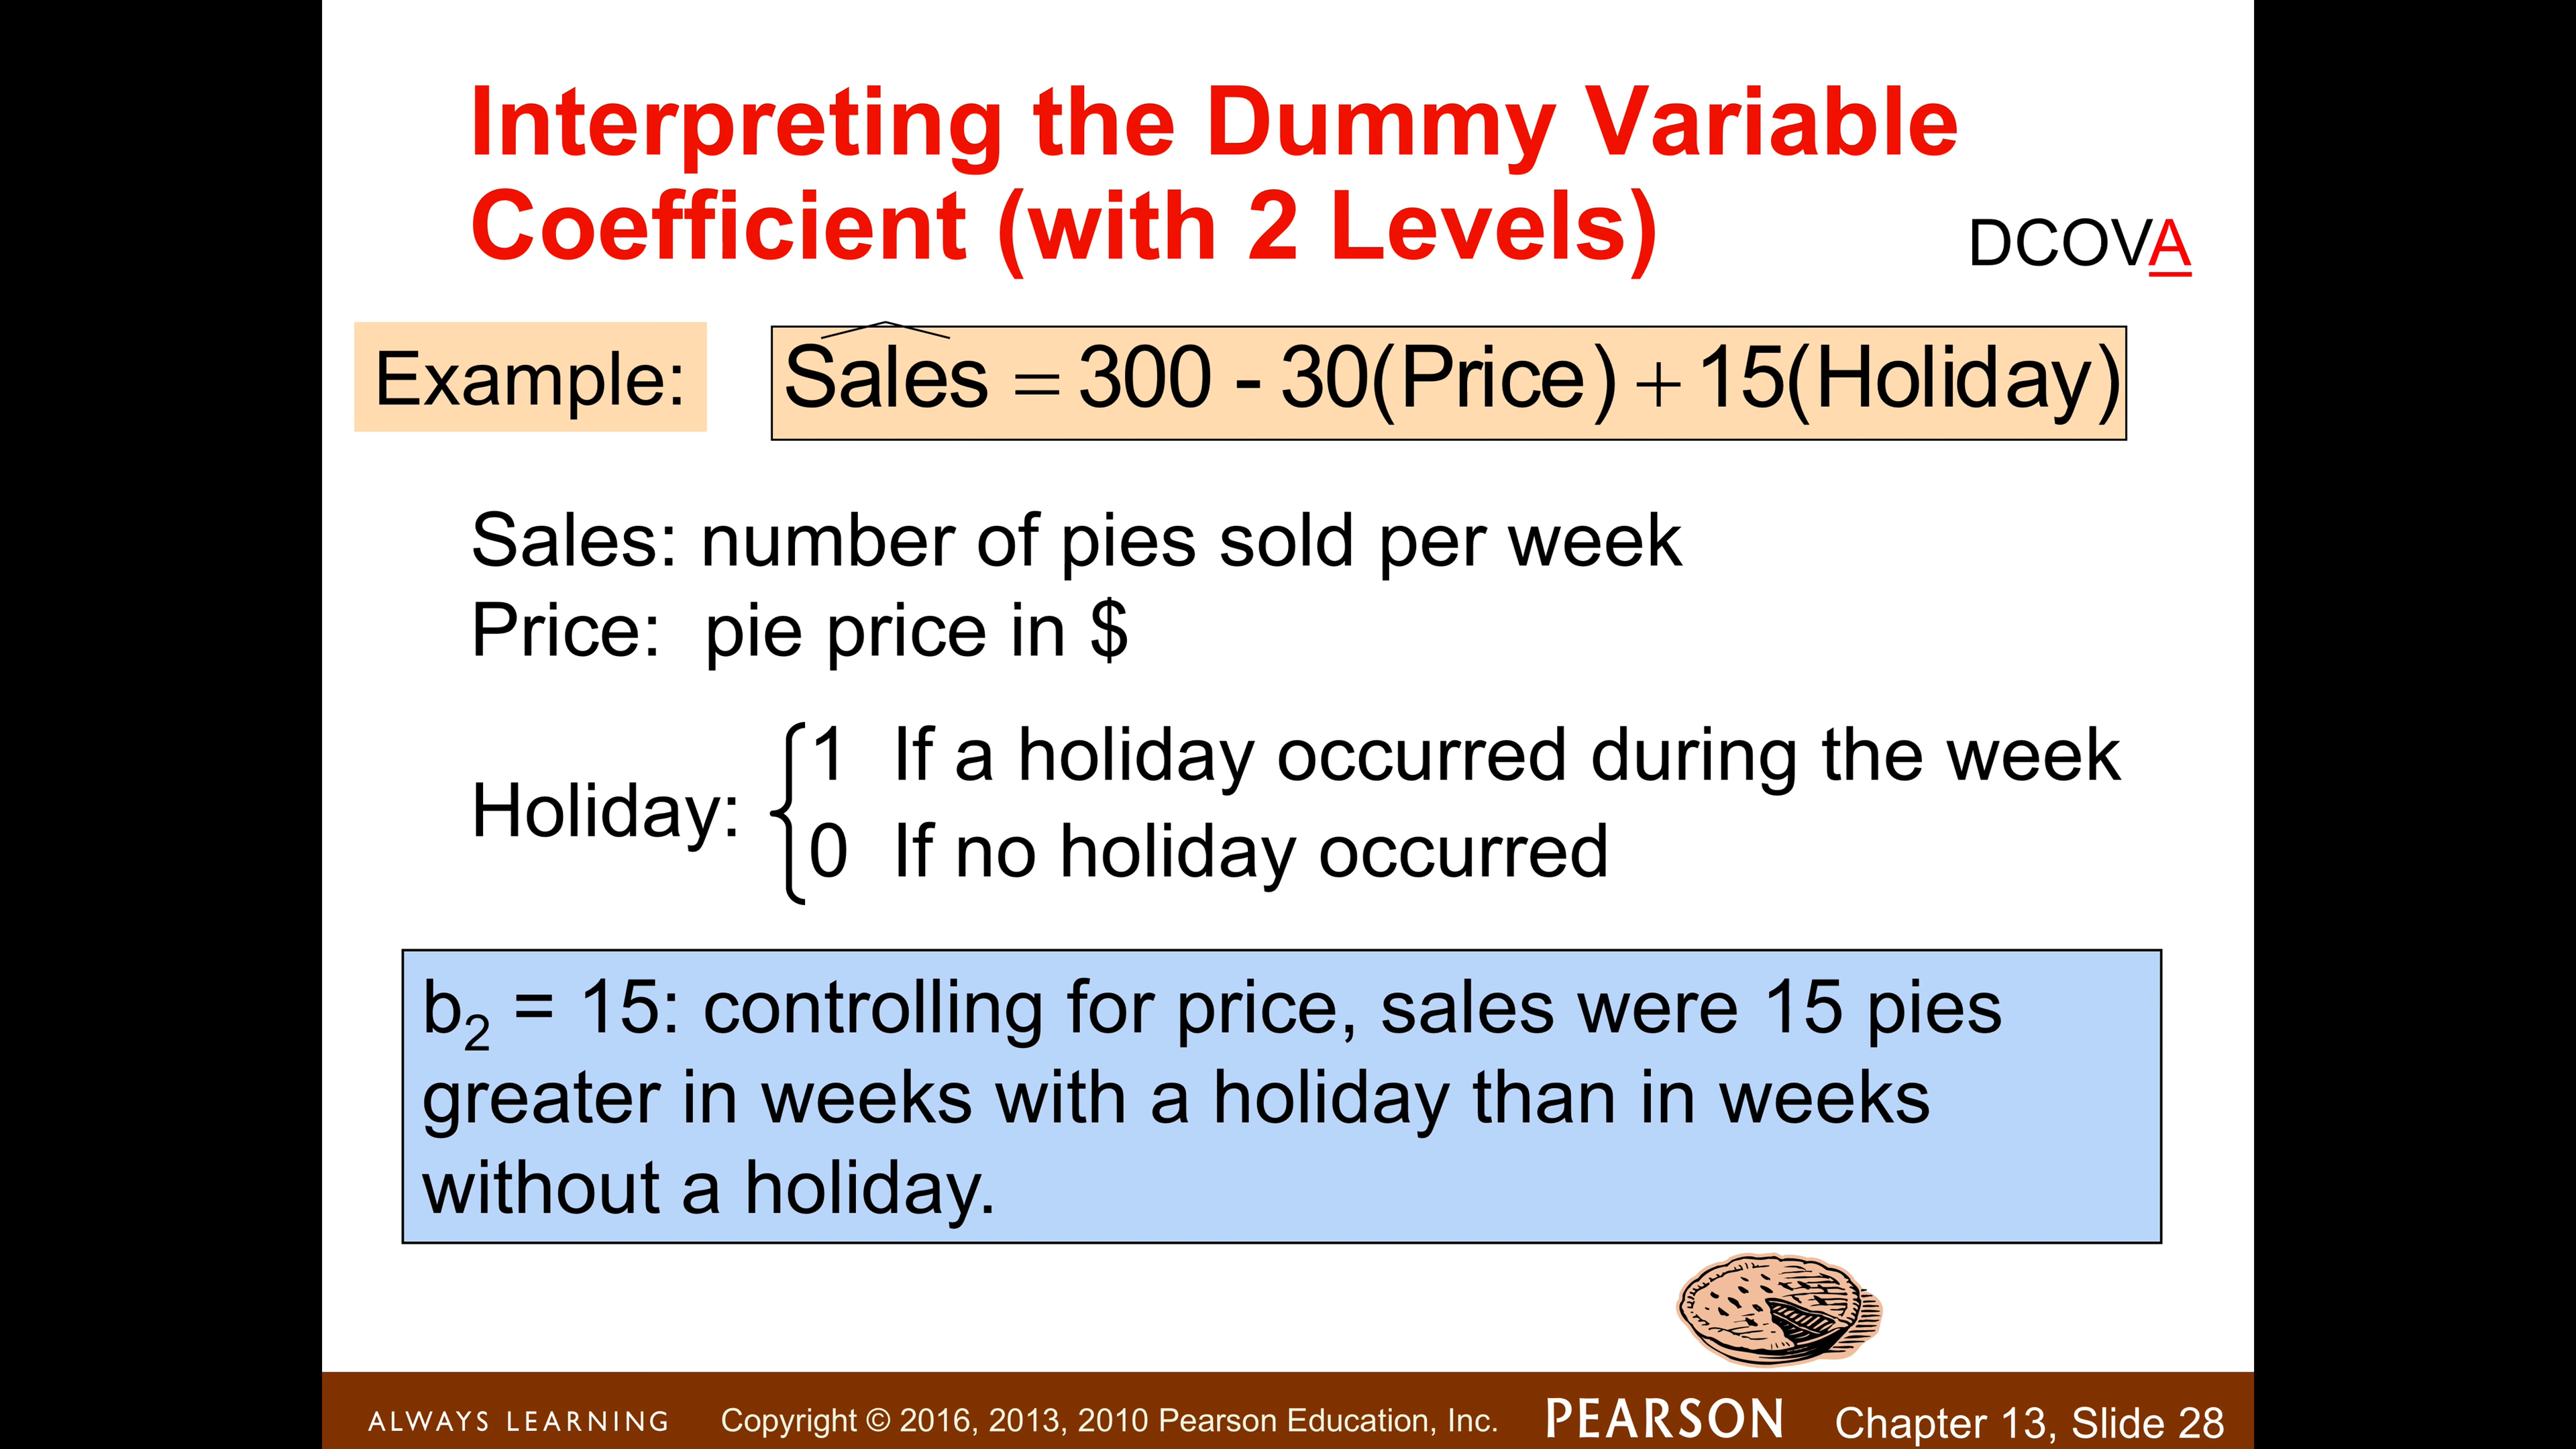 Interpreting the Dummy Variable
Coefficient (with 2 Levels)
DCOVA
Example:
Sales = 300 - 30(Price) + 15(Holiday)
Sales: number of pies sold per week
Price: pie price in $
Holiday:
1 If a holiday occurred during the week
0 If no holiday occurred
b₂ = 15: controlling for price, sales were 15 pies
greater in weeks with a holiday than in weeks
without a holiday.
ALWAYS LEARNING Copyright © 2016, 2013, 2010 Pearson Education, Inc. PEARSON Chapter 13, Slide 28